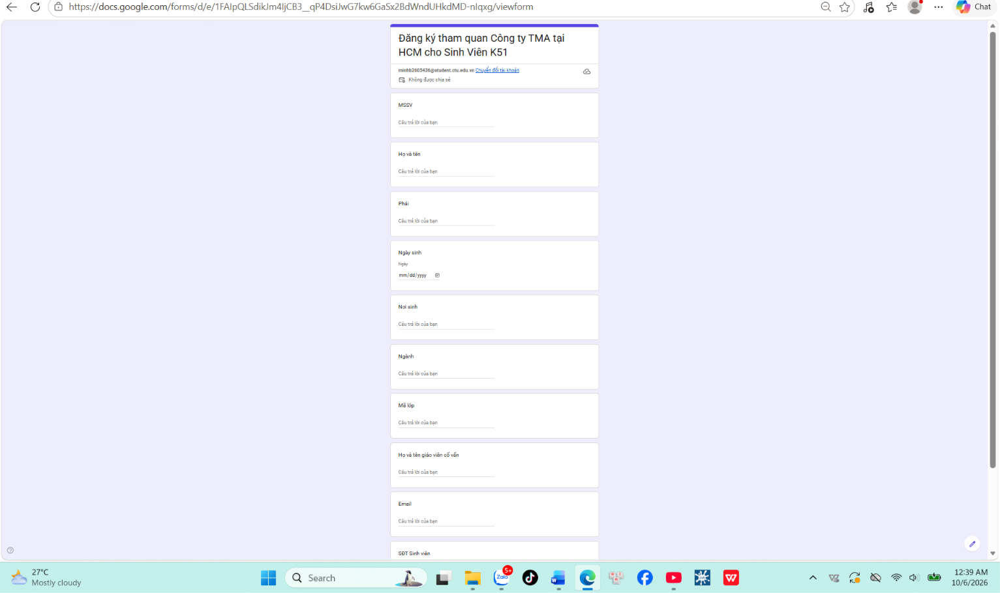 https://docs.google.com/forms/d/e/1FAIpQLSdikJm4IjCB3__qP4DsiJwG7kw6GaSx2BdWndUHkdMD-nIqxg/viewform
Chat
Đăng ký tham quan Công ty TMA tại
HCM cho Sinh Viên K51
minhb2605436@student.ctu.edu.vn Chuyển đổi tài khoản
Không được chia sẻ
MSSV
Câu trả lời của bạn
Họ và tên
Câu trả lời của bạn
Phái
Câu trả lời của bạn
Ngày sinh
Ngày
mm/dd/yyyy
Nơi sinh
Câu trả lời của bạn
Ngành
Câu trả lời của bạn
Mã lớp
Câu trả lời của bạn
Họ và tên giáo viên cố vấn
Câu trả lời của bạn
Email
Câu trả lời của bạn
SĐT Sinh viên
27°C
Mostly cloudy
Search
5+
Zalo
12:39 AM
10/6/2026